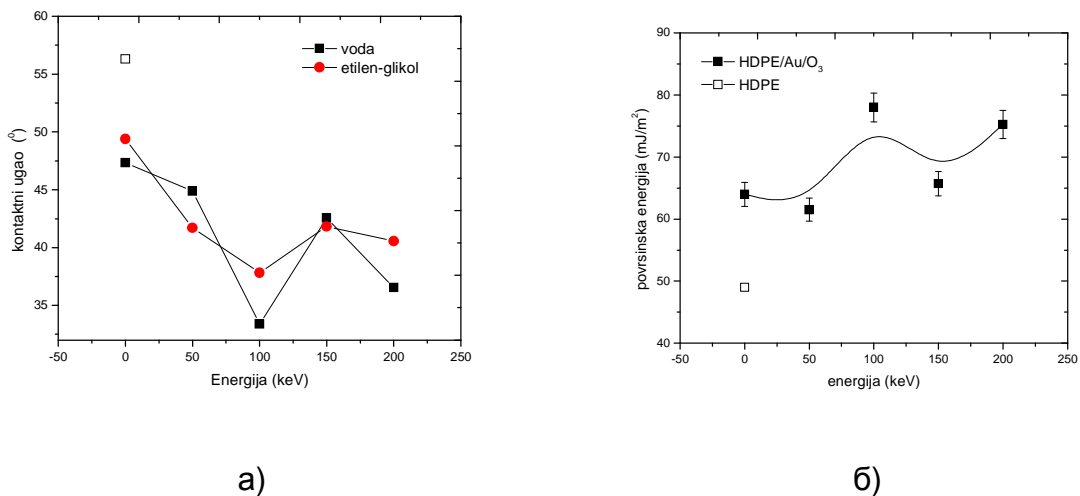 60
55
50
45
40
35
-50 0 50 100 150 200 250
kontaktni ugao (⁰)
Energija (keV)
voda
etilen-glikol
90
80
70
60
50
40
-50 0 50 100 150 200 250
povrsinska energija (mJ/m²)
energija (keV)
HDPE/Au/O₃
HDPE
а) б)